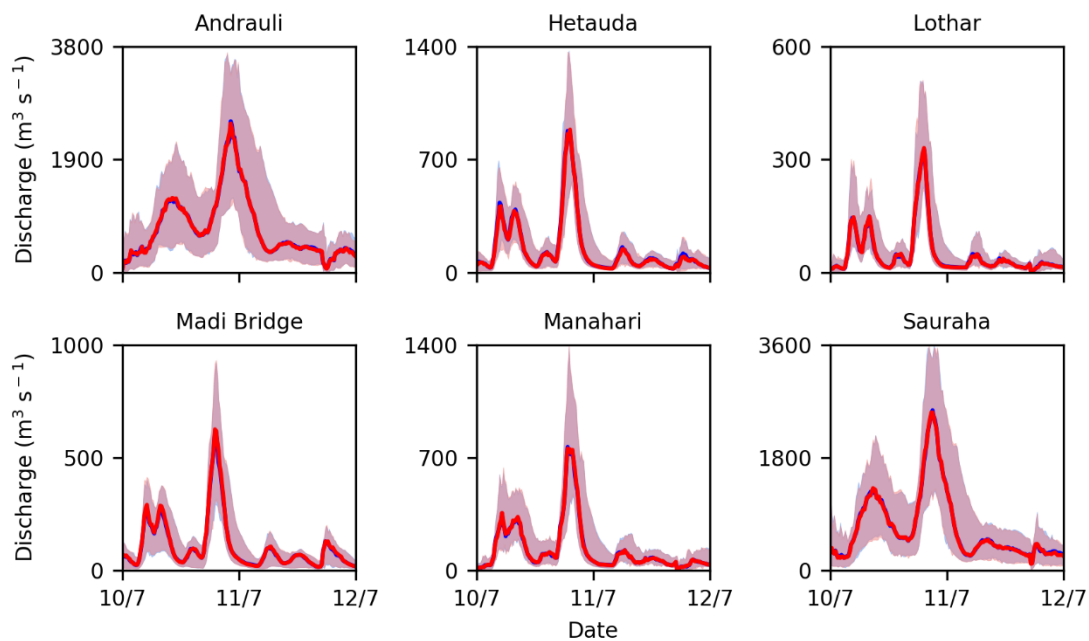 Andrauli Hetauda Lothar
3800 1400 600
Discharge (m³ s⁻¹)
1900 700 300
0 0 0
Madi Bridge Manahari Sauraha
1000 1400 3600
Discharge (m³ s⁻¹)
500 700 1800
0 0 0
10/7 11/7 12/7 10/7 11/7 12/7 10/7 11/7 12/7
Date